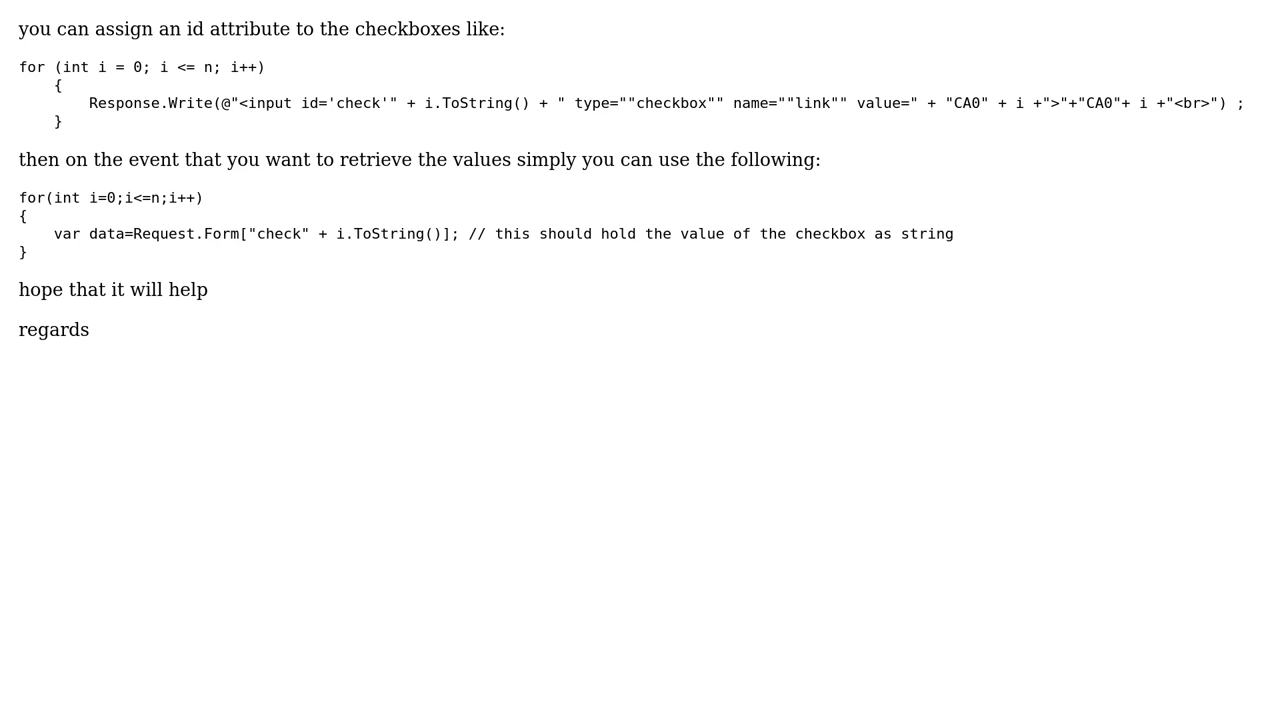 you can assign an id attribute to the checkboxes like:
for (int i = 0; i <= n; i++)
    {
        Response.Write(@"<input id='check'" + i.ToString() + " type=""checkbox"" name=""link"" value=" + "CA0" + i +">"+"CA0"+ i +"<br>") ;
    }
then on the event that you want to retrieve the values simply you can use the following:
for(int i=0;i<=n;i++)
{
    var data=Request.Form["check" + i.ToString()]; // this should hold the value of the checkbox as string
}
hope that it will help
regards